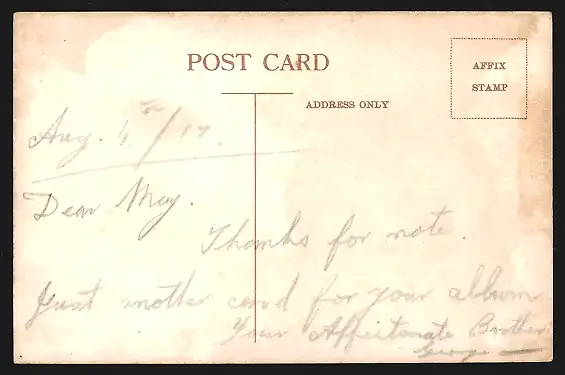 POST CARD
AFFIX
STAMP
ADDRESS ONLY
Aug. 4th/17.
Dear May.
Thanks for note.
Just another card for your album
Your Affectionate Brother
George